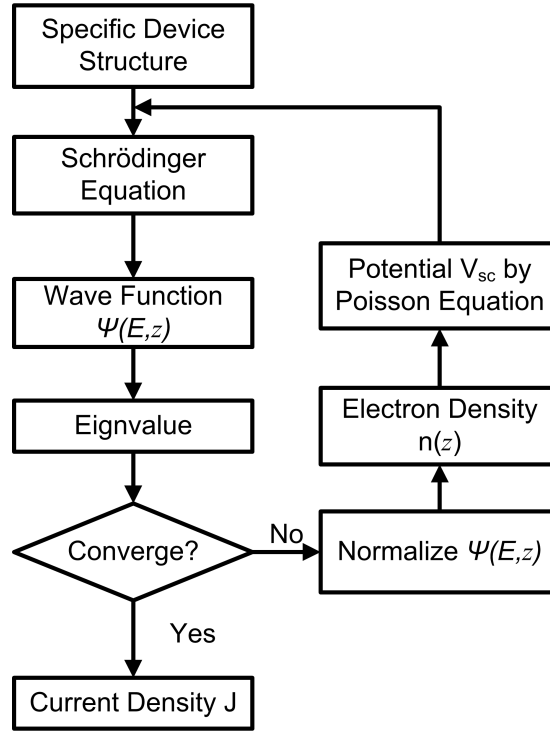 Specific Device
Structure
Schrödinger
Equation
Wave Function
Ψ(E,z)
Eignvalue
Converge?
No
Normalize Ψ(E,z)
Electron Density
n(z)
Potential Vsc by
Poisson Equation
Yes
Current Density J